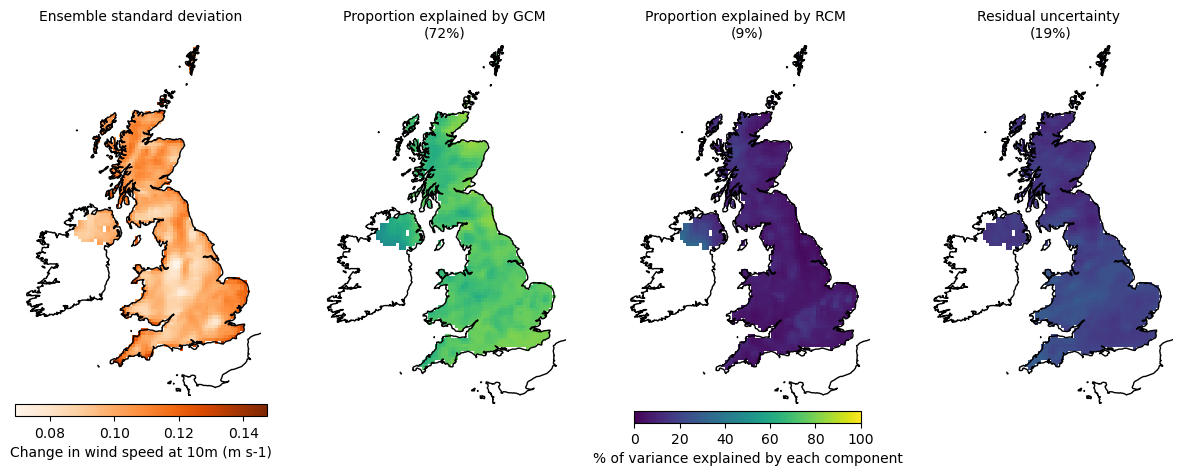 Ensemble standard deviation
Proportion explained by GCM
(72%)
Proportion explained by RCM
(9%)
Residual uncertainty
(19%)
0.08 0.10 0.12 0.14
Change in wind speed at 10m (m s-1)
0 20 40 60 80 100
% of variance explained by each component